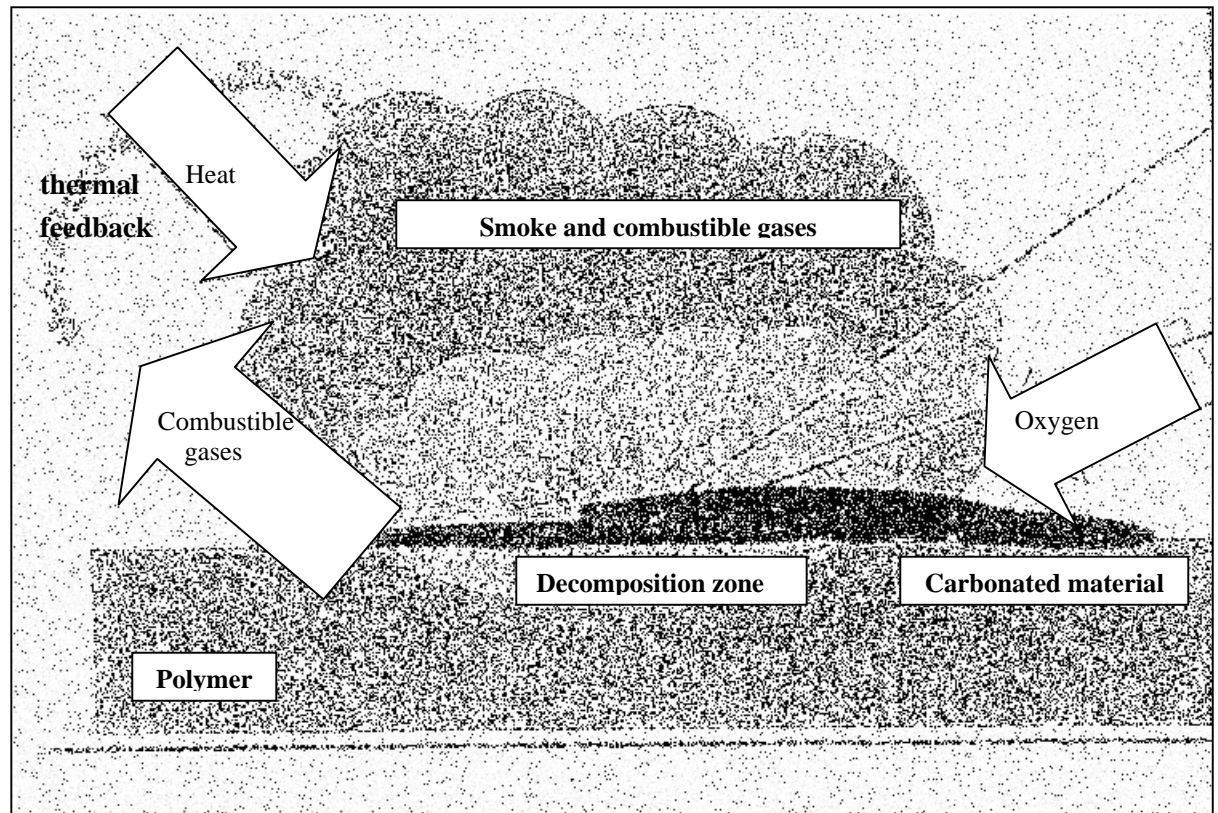 Heat
thermal
feedback
Smoke and combustible gases
Combustible
gases
Oxygen
Decomposition zone
Carbonated material
Polymer